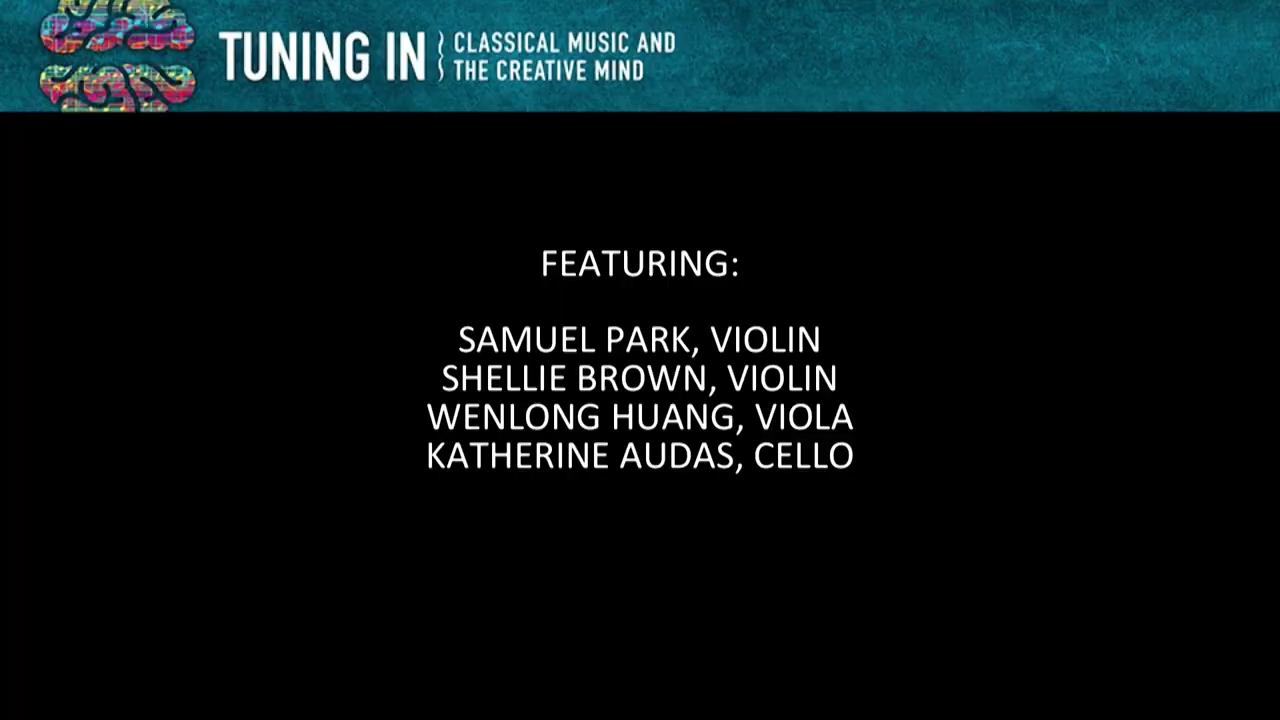 TUNING IN
CLASSICAL MUSIC AND
THE CREATIVE MIND
FEATURING:
SAMUEL PARK, VIOLIN
SHELLIE BROWN, VIOLIN
WENLONG HUANG, VIOLA
KATHERINE AUDAS, CELLO